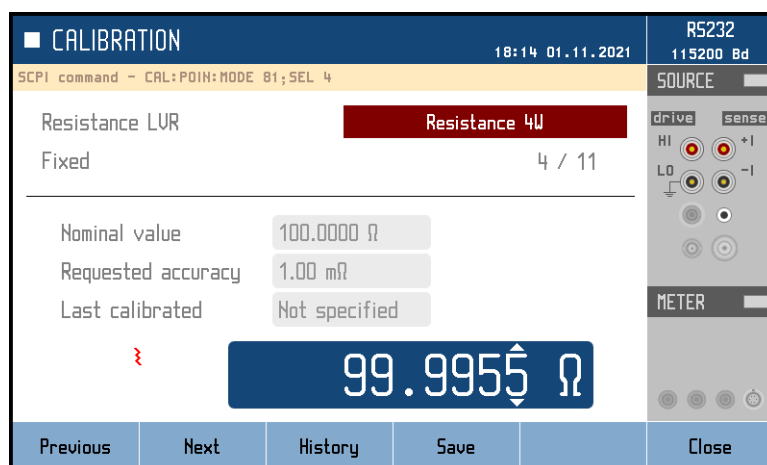 CALIBRATION
18:14 01.11.2021
RS232
115200 Bd
SCPI command - CAL:POIN:MODE 81;SEL 4
SOURCE
Resistance LVR
Resistance 4W
Fixed
4 / 11
drive sense
HI +I
LO -I
Nominal value
100.0000 Ω
Requested accuracy
1.00 mΩ
Last calibrated
Not specified
METER
99.9955 Ω
Previous
Next
History
Save
Close